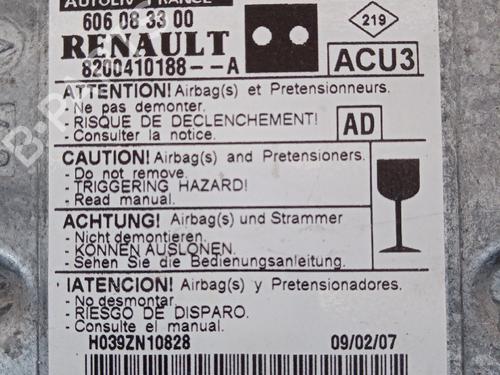 AUTOLIV FRANCE
606 08 33 00
219
RENAULT
8200410188--A
ACU3
ATTENTION! Airbag(s) et Pretensionneurs.
- Ne pas demonter.
- RISQUE DE DECLENCHEMENT!
- Consulter la notice.
AD
CAUTION! Airbag(s) and Pretensioners.
- Do not remove.
- TRIGGERING HAZARD!
- Read manual.
ACHTUNG! Airbag(s) und Strammer
- Nicht demontieren.
- KONNEN AUSLONEN.
- Sehen Sie die Bedienungsanleitung.
¡ATENCION! Airbag(s) y Pretensionadores.
- No desmontar
- RIESGO DE DISPARO.
- Consulte el manual.
H039ZN10828
09/02/07